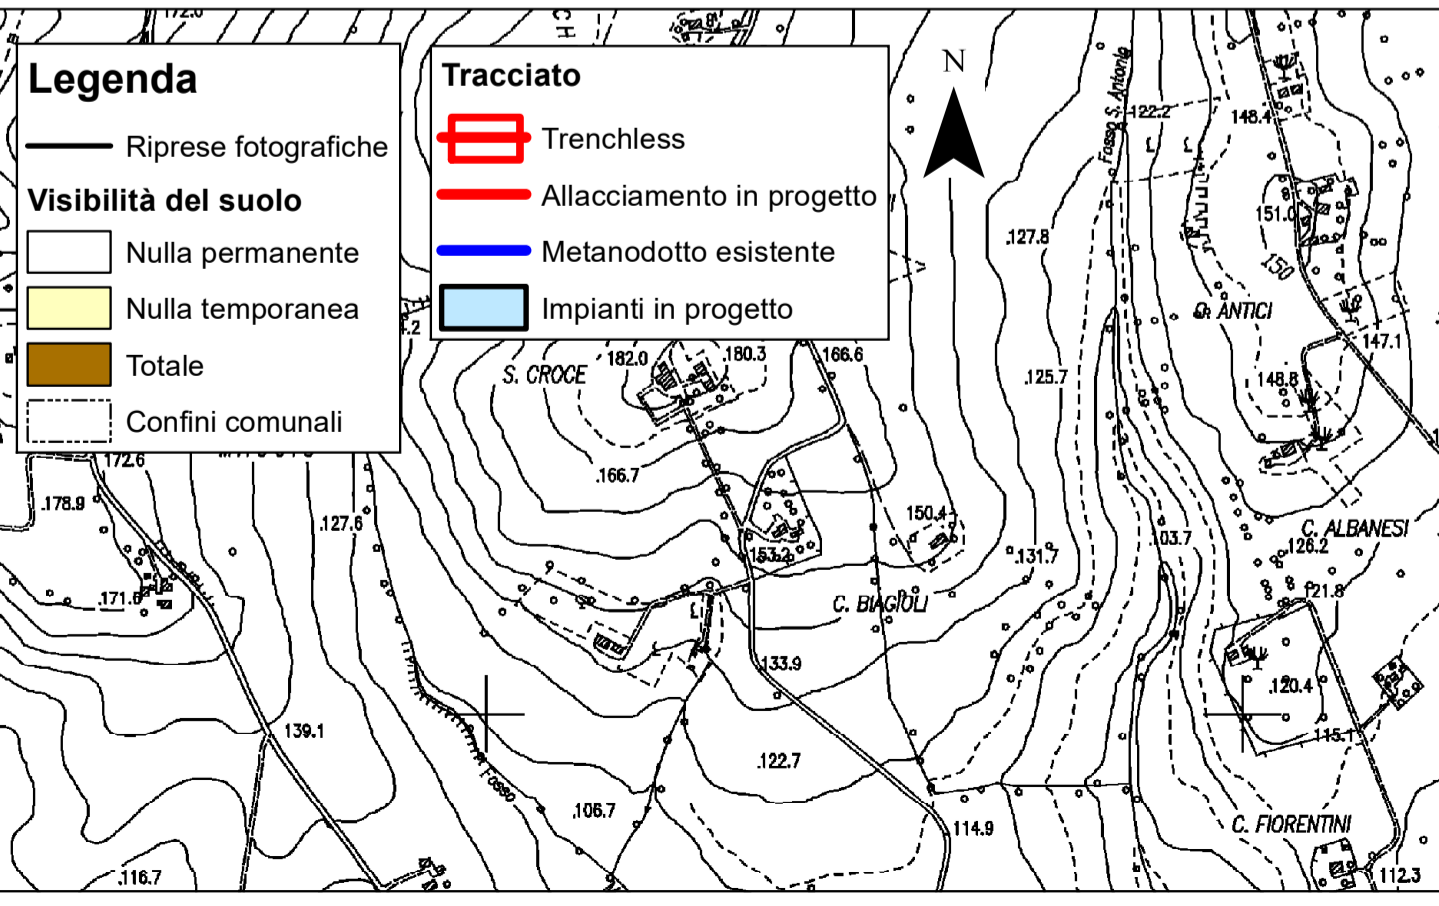 172.0
CH
Legenda
Riprese fotografiche
Visibilità del suolo
Nulla permanente
Nulla temporanea
Totale
Confini comunali
Tracciato
Trenchless
Allacciamento in progetto
Metanodotto esistente
Impianti in progetto
N
Fosso S. Antonio
122.2
148.4
151.0
150
127.8
O. ANTICI
147.1
182.0
180.3
166.6
S. CROCE
125.7
148.8
172.6
178.9
166.7
127.6
150.4
153.2
131.7
103.7
C. ALBANESI
126.2
171.6
C. BIAGIOLI
121.8
133.9
120.4
139.1
115.1
122.7
Fosso
106.7
114.9
C. FIORENTINI
116.7
112.3